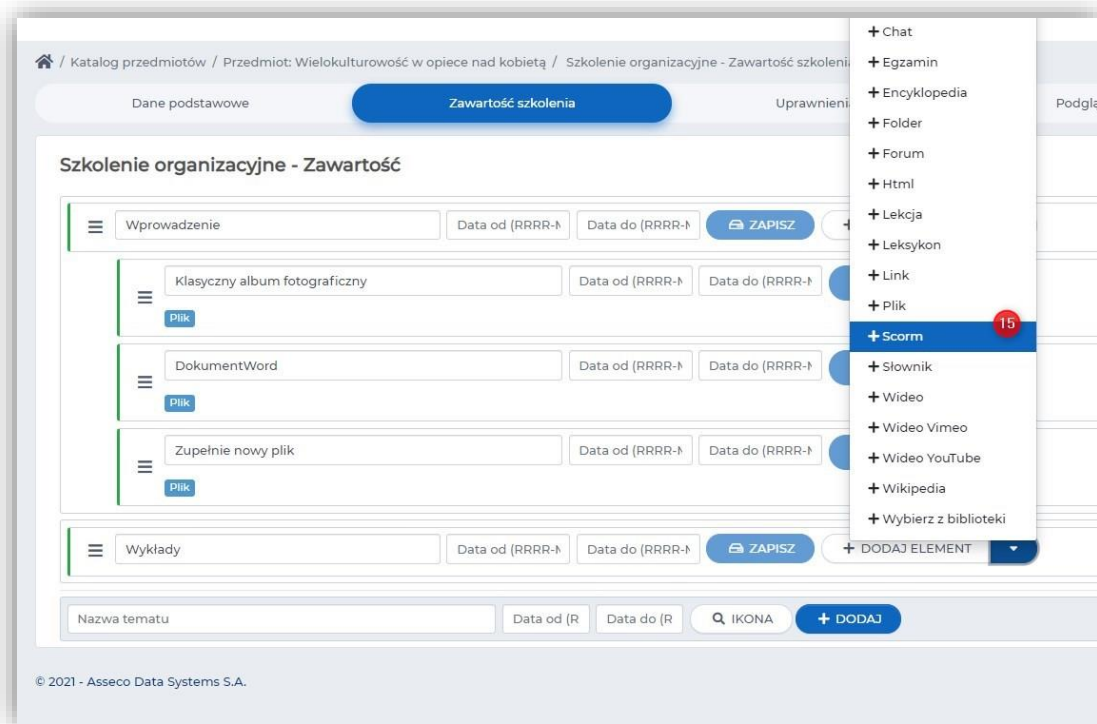 / Katalog przedmiotów / Przedmiot: Wielokulturowość w opiece nad kobietą / Szkolenie organizacyjne - Zawartość szkoleni
Dane podstawowe
Zawartość szkolenia
Uprawnieni
Podgla
Szkolenie organizacyjne - Zawartość
Wprowadzenie
Data od (RRRR-M
Data do (RRRR-M
ZAPISZ
+
Klasyczny album fotograficzny
Data od (RRRR-M
Data do (RRRR-M
Plik
DokumentWord
Data od (RRRR-M
Data do (RRRR-M
Plik
Zupełnie nowy plik
Data od (RRRR-M
Data do (RRRR-M
Plik
Wykłady
Data od (RRRR-M
Data do (RRRR-M
ZAPISZ
+ DODAJ ELEMENT
+ Chat
+ Egzamin
+ Encyklopedia
+ Folder
+ Forum
+ Html
+ Lekcja
+ Leksykon
+ Link
+ Plik
+ Scorm
15
+ Słownik
+ Wideo
+ Wideo Vimeo
+ Wideo YouTube
+ Wikipedia
+ Wybierz z biblioteki
Nazwa tematu
Data od (R
Data do (R
IKONA
+ DODAJ
© 2021 - Asseco Data Systems S.A.